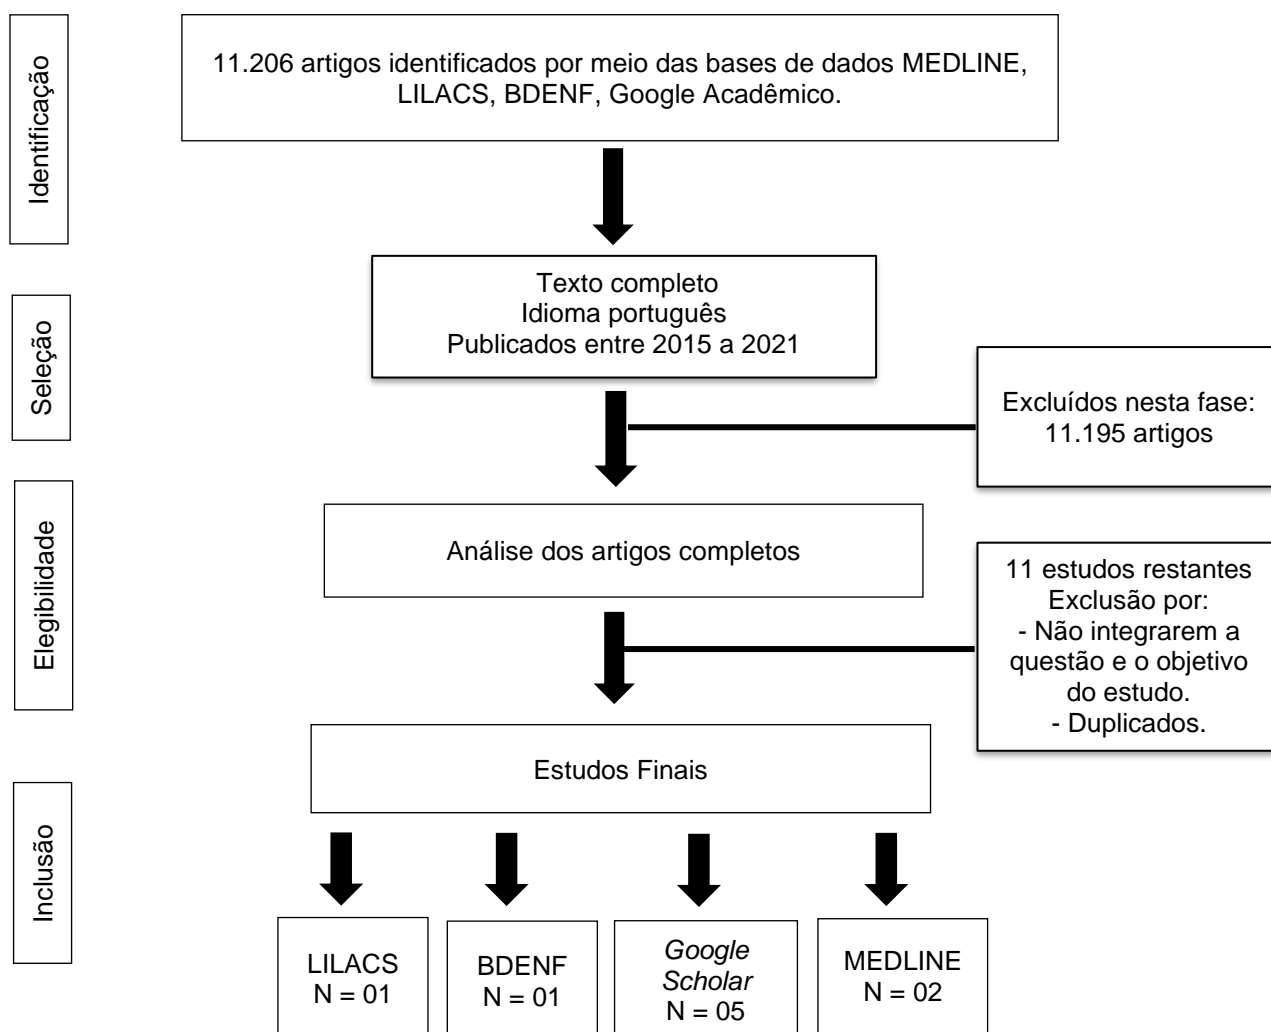 Identificação
11.206 artigos identificados por meio das bases de dados MEDLINE,
LILACS, BDENF, Google Acadêmico.
Seleção
Texto completo
Idioma português
Publicados entre 2015 a 2021
Excluídos nesta fase:
11.195 artigos
Elegibilidade
Análise dos artigos completos
11 estudos restantes
Exclusão por:
- Não integrarem a
questão e o objetivo
do estudo.
- Duplicados.
Inclusão
Estudos Finais
LILACS
N = 01
BDENF
N = 01
Google
Scholar
N = 05
MEDLINE
N = 02